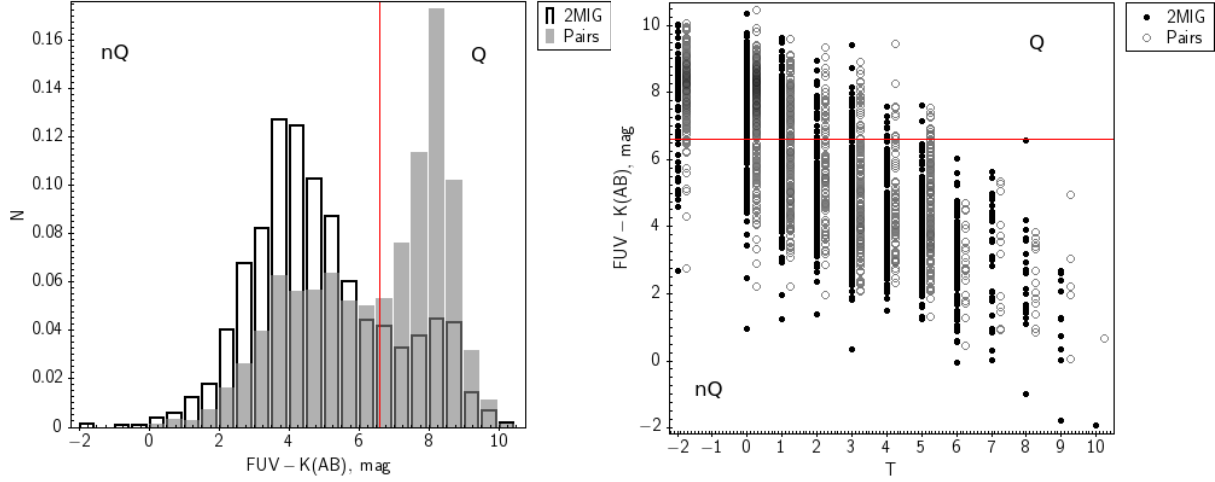 2MIG
Pairs
nQ
Q
0.16
0.14
0.12
0.10
0.08
0.06
0.04
0.02
0
N
−2 0 2 4 6 8 10
FUV − K(AB), mag
2MIG
Pairs
Q
nQ
10
8
6
4
2
0
−2
FUV − K(AB), mag
−2 −1 0 1 2 3 4 5 6 7 8 9 10
T